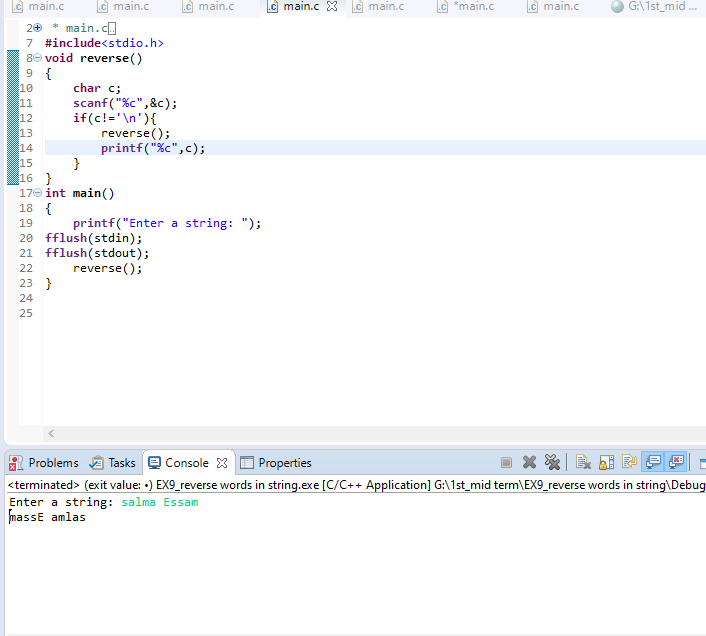 main.c main.c main.c main.c main.c *main.c main.c G:\1st_mid ...
2 * main.c
7 #include<stdio.h>
8 void reverse()
9 {
10 char c;
11 scanf("%c",&c);
12 if(c!='\n'){
13 reverse();
14 printf("%c",c);
15 }
16 }
17 int main()
18 {
19 printf("Enter a string: ");
20 fflush(stdin);
21 fflush(stdout);
22 reverse();
23 }
24
25
Problems Tasks Console Properties
<terminated> (exit value: •) EX9_reverse words in string.exe [C/C++ Application] G:\1st_mid term\EX9_reverse words in string\Debug
Enter a string: salma Essam
massE amlas